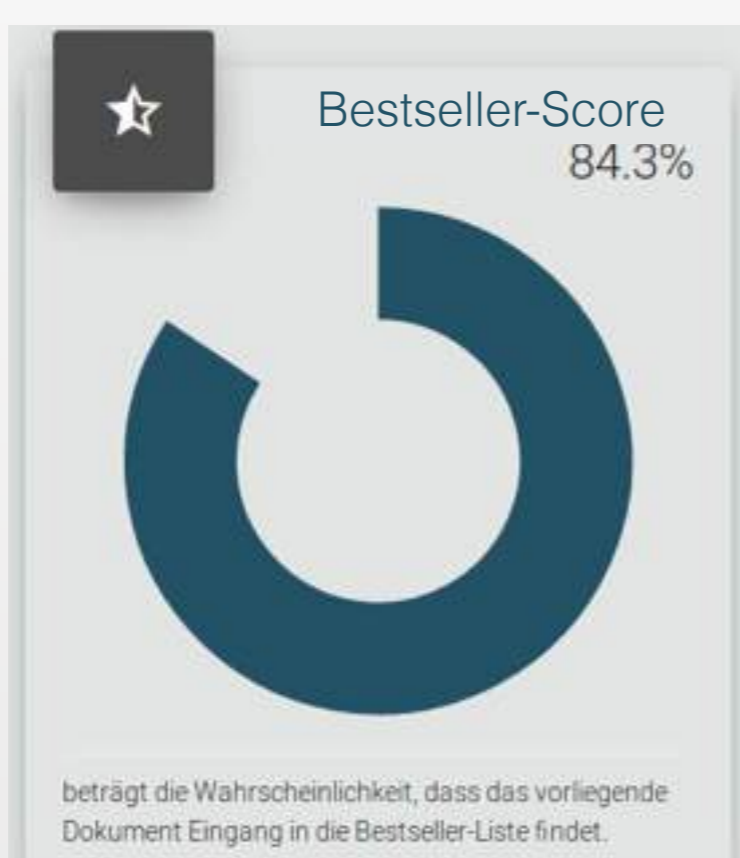 Bestseller-Score
84.3%
beträgt die Wahrscheinlichkeit, dass das vorliegende
Dokument Eingang in die Bestseller-Liste findet.